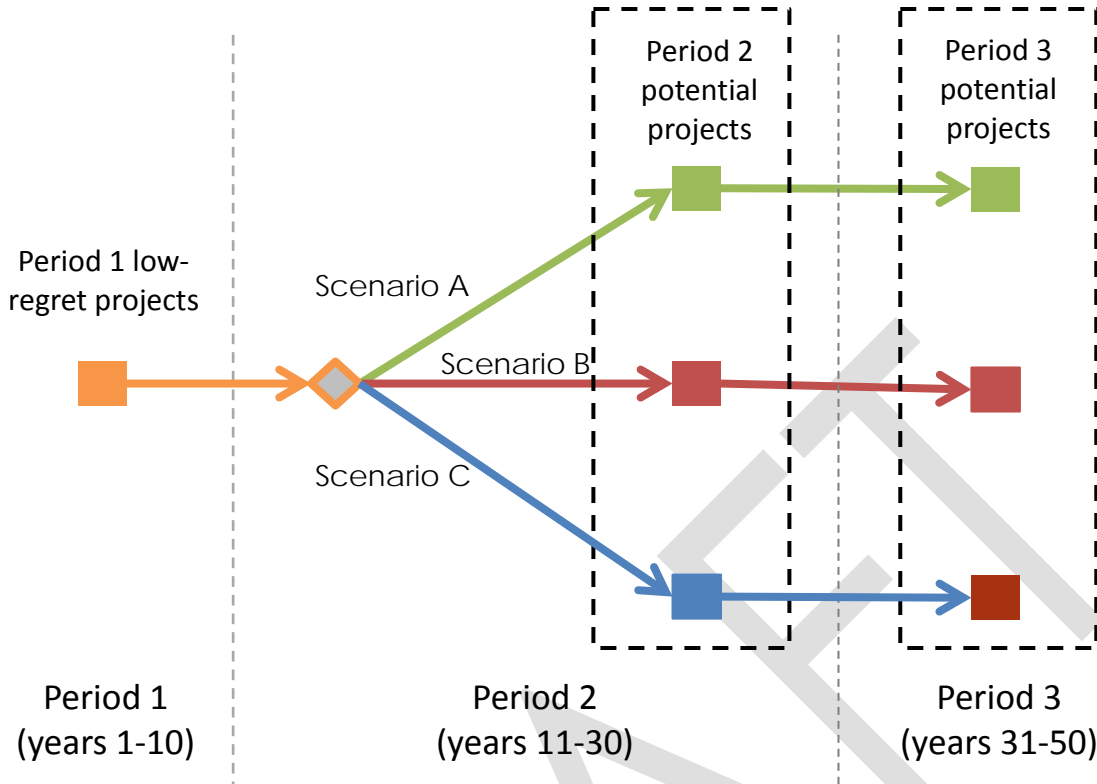 Period 2
potential
projects
Period 3
potential
projects
Period 1 low-
regret projects
Scenario A
Scenario B
Scenario C
Period 1
(years 1-10)
Period 2
(years 11-30)
Period 3
(years 31-50)